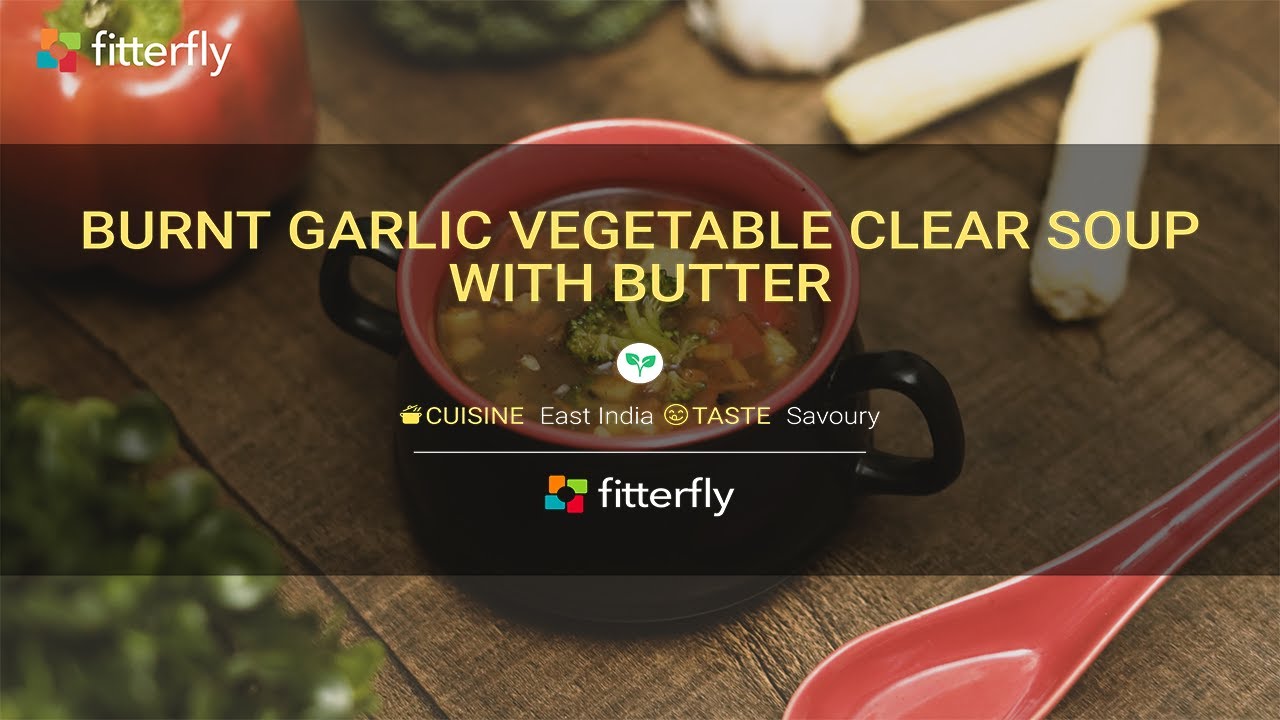 fitterfly
BURNT GARLIC VEGETABLE CLEAR SOUP
WITH BUTTER
CUISINE East India TASTE Savoury
fitterfly